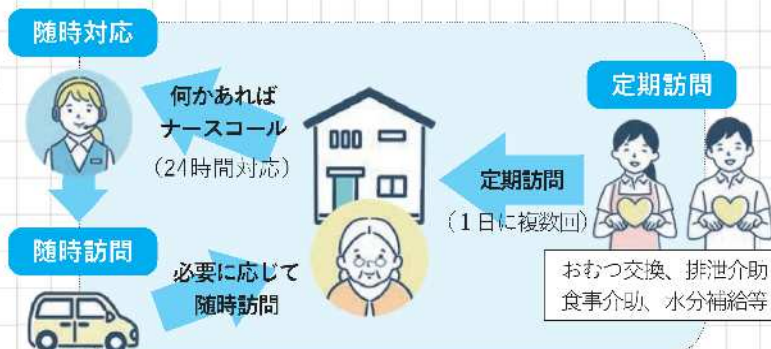 随時対応
何かあれば
ナースコール
（24時間対応）
定期訪問
定期訪問
（１日に複数回）
随時訪問
必要に応じて
随時訪問
おむつ交換、排泄介助
食事介助、水分補給等